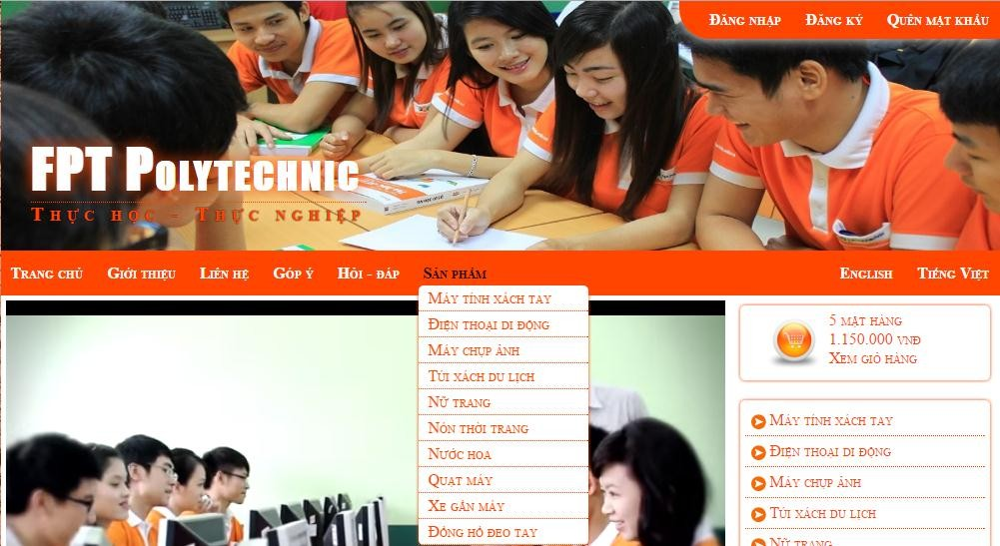 Đăng nhập Đăng ký Quên mật khẩu
FPT Polytechnic
Thực học - Thực nghiệp
Trang chủ Giới thiệu Liên hệ Góp ý Hỏi - đáp Sản phẩm English Tiếng Việt
Máy tính xách tay
Điện thoại di động
Máy chụp ảnh
Túi xách du lịch
Nữ trang
Nón thời trang
Nước hoa
Quạt máy
Xe gắn máy
Đồng hồ đeo tay
5 mặt hàng
1.150.000 vnđ
Xem giỏ hàng
Máy tính xách tay
Điện thoại di động
Máy chụp ảnh
Túi xách du lịch
Nữ trang